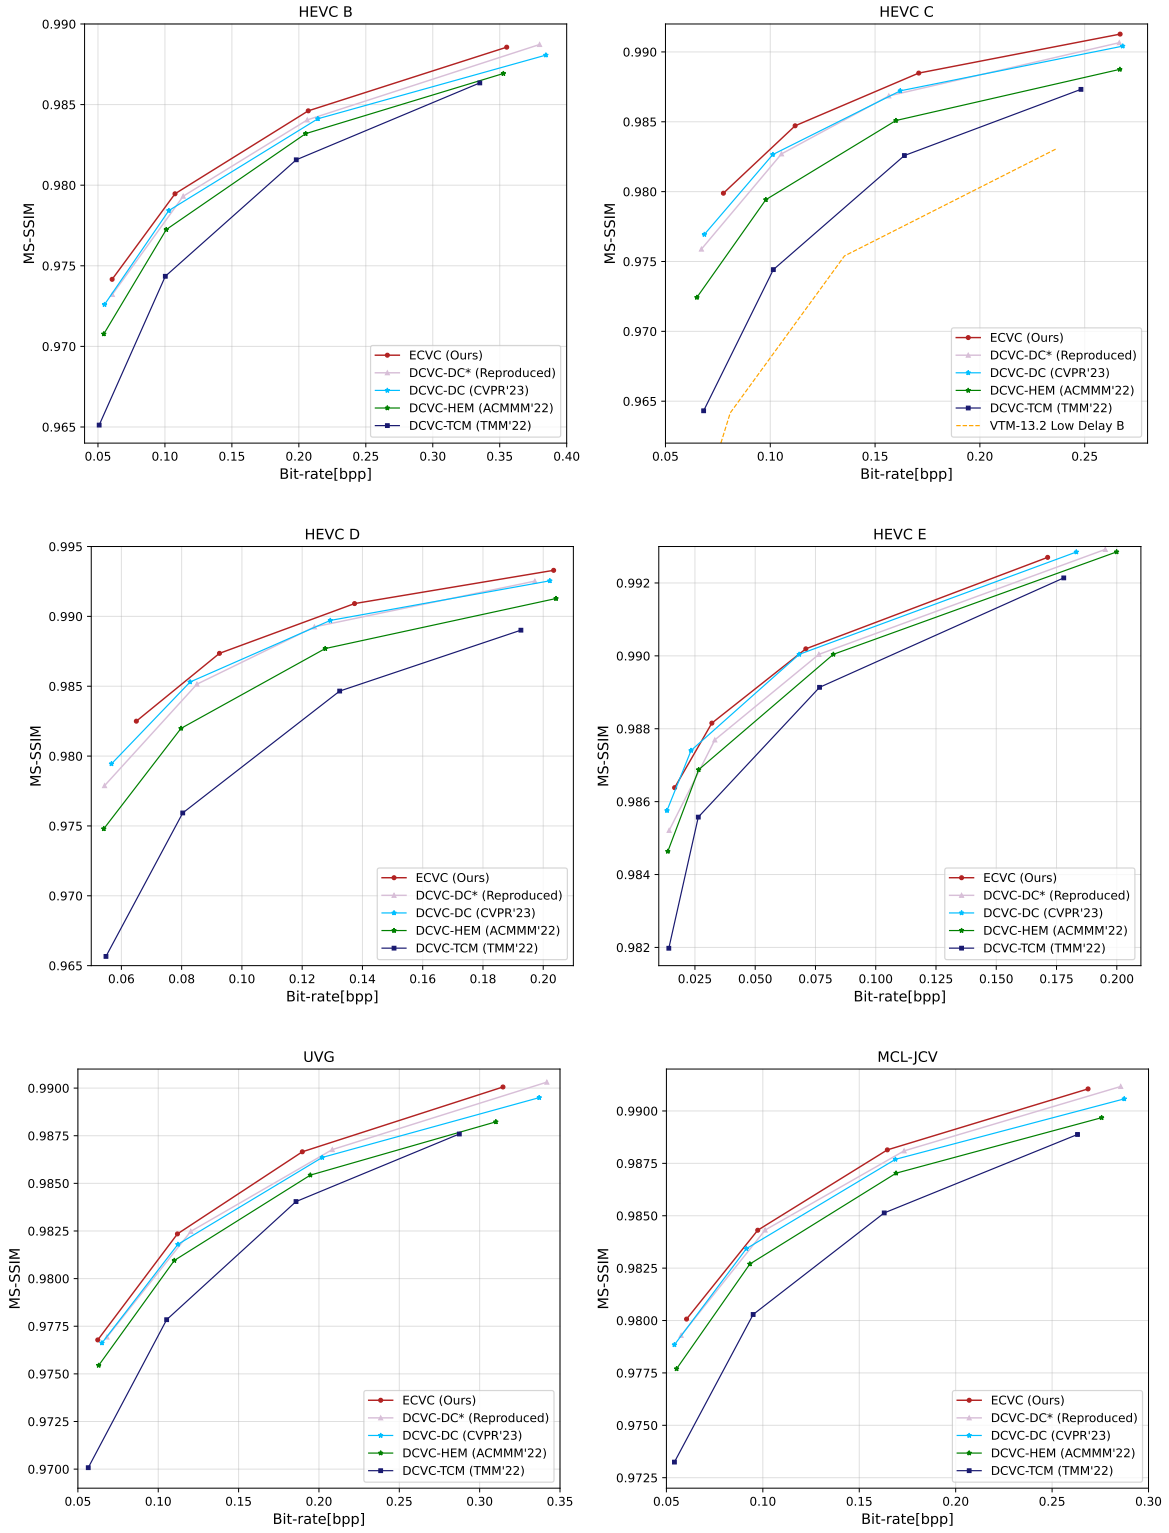 HEVC B
0.990
0.985
0.980
0.975
0.970
0.965
MS-SSIM
0.05 0.10 0.15 0.20 0.25 0.30 0.35 0.40
Bit-rate[bpp]
ECVC (Ours)
DCVC-DC* (Reproduced)
DCVC-DC (CVPR'23)
DCVC-HEM (ACMMM'22)
DCVC-TCM (TMM'22)
HEVC C
0.990
0.985
0.980
0.975
0.970
0.965
MS-SSIM
0.10 0.15 0.20 0.25
Bit-rate[bpp]
ECVC (Ours)
DCVC-DC* (Reproduced)
DCVC-DC (CVPR'23)
DCVC-HEM (ACMMM'22)
DCVC-TCM (TMM'22)
VTM-13.2 Low Delay B
HEVC D
0.995
0.990
0.985
0.980
0.975
0.970
0.965
MS-SSIM
0.06 0.08 0.10 0.12 0.14 0.16 0.18 0.20
Bit-rate[bpp]
ECVC (Ours)
DCVC-DC* (Reproduced)
DCVC-DC (CVPR'23)
DCVC-HEM (ACMMM'22)
DCVC-TCM (TMM'22)
HEVC E
0.992
0.990
0.988
0.986
0.984
0.982
MS-SSIM
0.025 0.050 0.075 0.100 0.125 0.150 0.175 0.200
Bit-rate[bpp]
ECVC (Ours)
DCVC-DC* (Reproduced)
DCVC-DC (CVPR'23)
DCVC-HEM (ACMMM'22)
DCVC-TCM (TMM'22)
UVG
0.9900
0.9875
0.9850
0.9825
0.9800
0.9775
0.9750
0.9725
0.9700
MS-SSIM
0.05 0.10 0.15 0.20 0.25 0.30 0.35
Bit-rate[bpp]
ECVC (Ours)
DCVC-DC* (Reproduced)
DCVC-DC (CVPR'23)
DCVC-HEM (ACMMM'22)
DCVC-TCM (TMM'22)
MCL-JCV
0.9900
0.9875
0.9850
0.9825
0.9800
0.9775
0.9750
0.9725
MS-SSIM
0.05 0.10 0.15 0.20 0.25 0.30
Bit-rate[bpp]
ECVC (Ours)
DCVC-DC* (Reproduced)
DCVC-DC (CVPR'23)
DCVC-HEM (ACMMM'22)
DCVC-TCM (TMM'22)